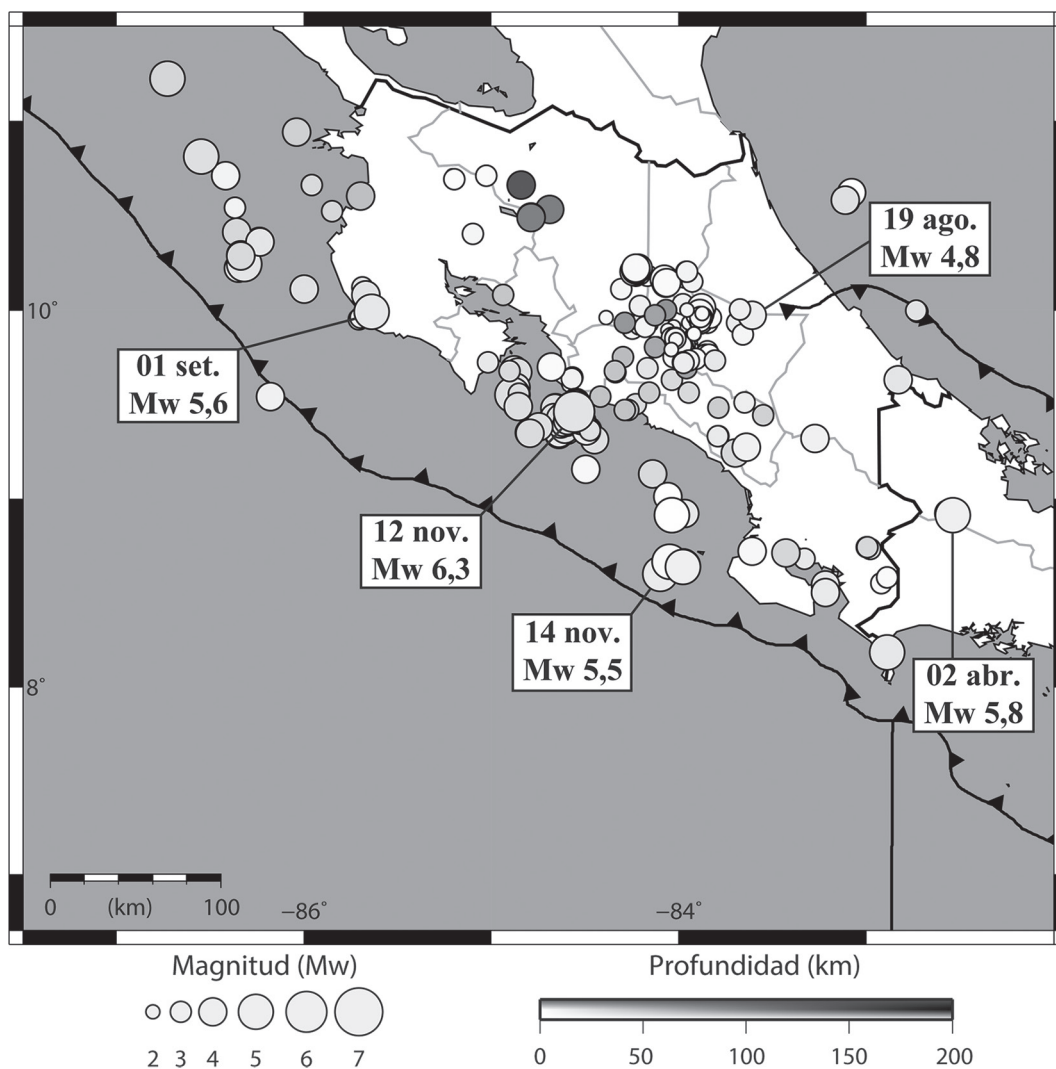 19 ago.
Mw 4,8
10°
01 set.
Mw 5,6
12 nov.
Mw 6,3
14 nov.
Mw 5,5
02 abr.
Mw 5,8
8°
0 (km) 100
−86°
−84°
Magnitud (Mw)
2 3 4 5 6 7
Profundidad (km)
0 50 100 150 200